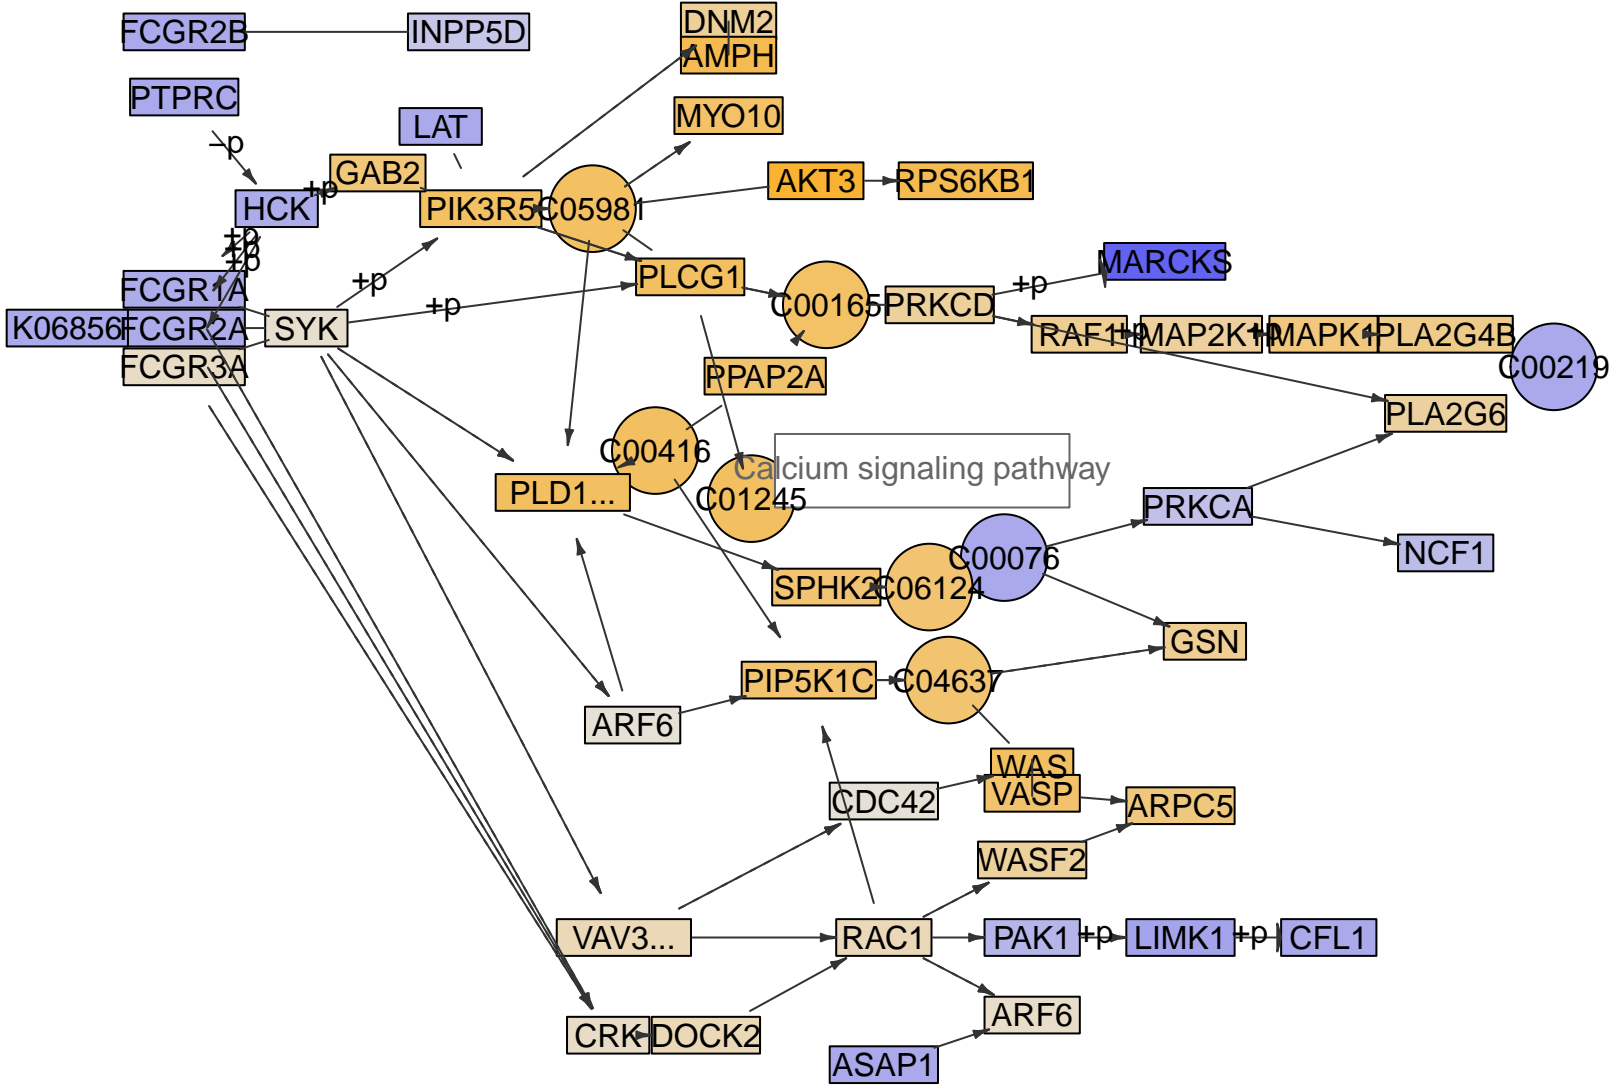 DNM2
FCGR2B
INPP5D
AMPH
PTPRC
MYO10
LAT
–p
GAB2
AKT3
RPS6KB1
+p
HCK
PIK3R5
C05981
+p
+p
+p
MARCKS
PLCG1
+p
+p
FCGR1A
C00165
PRKCD
+p
K06856
FCGR2A
SYK
RAF1
+p
MAP2K1
+p
MAPK1
PLA2G4B
FCGR3A
PPAP2A
C00219
PLA2G6
C00416
Calcium signaling pathway
PLD1...
C01245
PRKCA
NCF1
C00076
SPHK2
C06124
GSN
PIP5K1C
C04637
ARF6
WAS
VASP
CDC42
ARPC5
WASF2
VAV3...
RAC1
PAK1
+p
LIMK1
+p
CFL1
ARF6
CRK
DOCK2
ASAP1